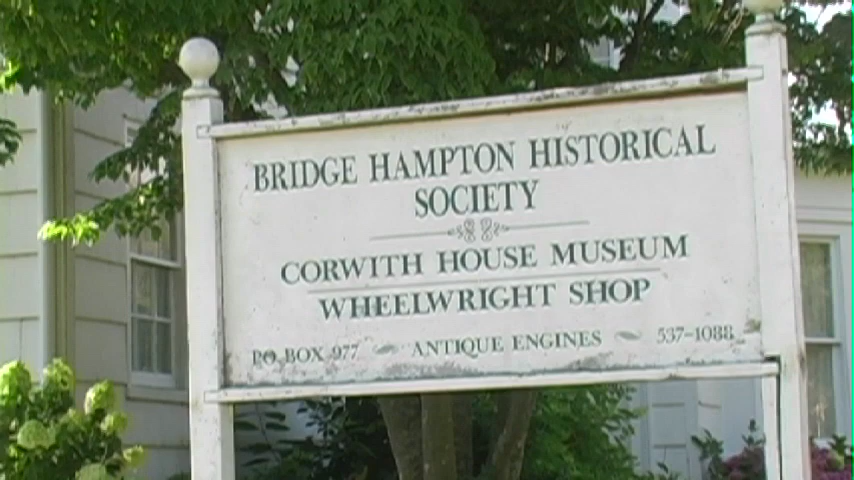 BRIDGE HAMPTON HISTORICAL
SOCIETY
CORWITH HOUSE MUSEUM
WHEELWRIGHT SHOP
PO BOX 977 ANTIQUE ENGINES 537-1088